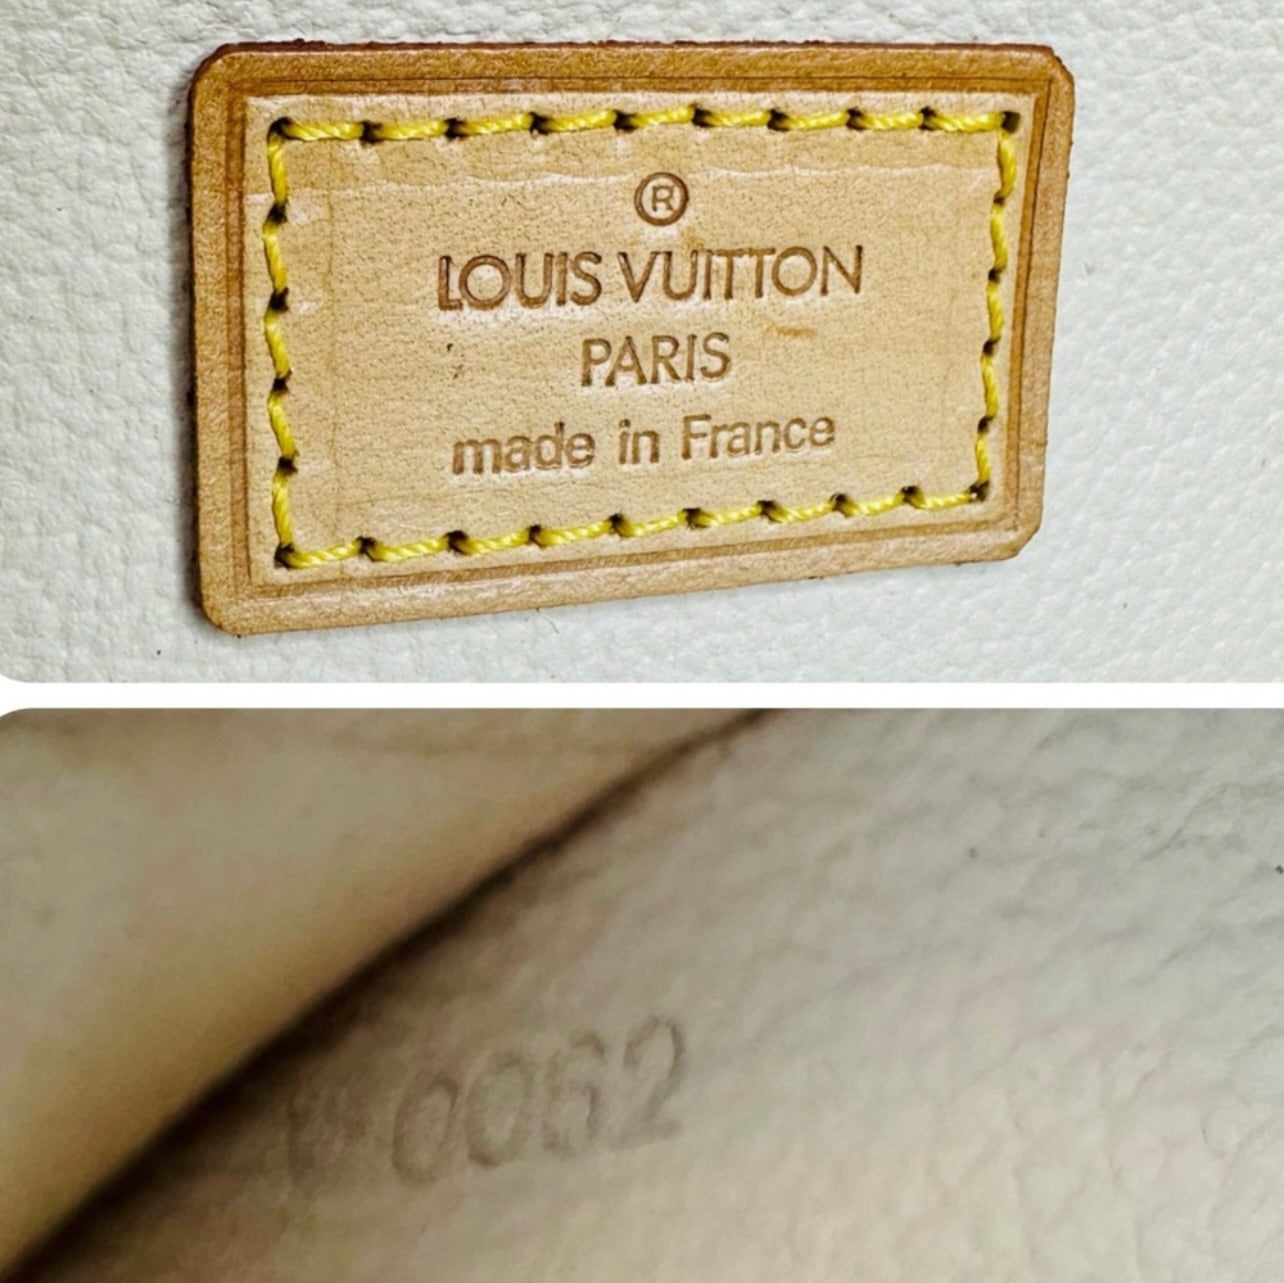 ®
LOUIS VUITTON
PARIS
made in France
0062